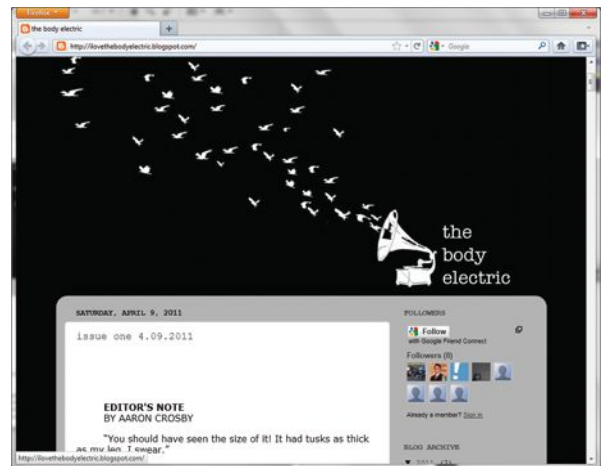 Firefox
the body electric
http://ilovethebodyelectric.blogspot.com/
Google
the
body
electric
SATURDAY, APRIL 9, 2011
issue one 4.09.2011
EDITOR'S NOTE
BY AARON CROSBY
"You should have seen the size of it! It had tusks as thick
as my leg, I swear."
FOLLOWERS
Follow
with Google Friend Connect
Followers (8)
Already a member? Sign in
BLOG ARCHIVE
▼ 2011 (3)
http://ilovethebodyelectric.blogspot.com/